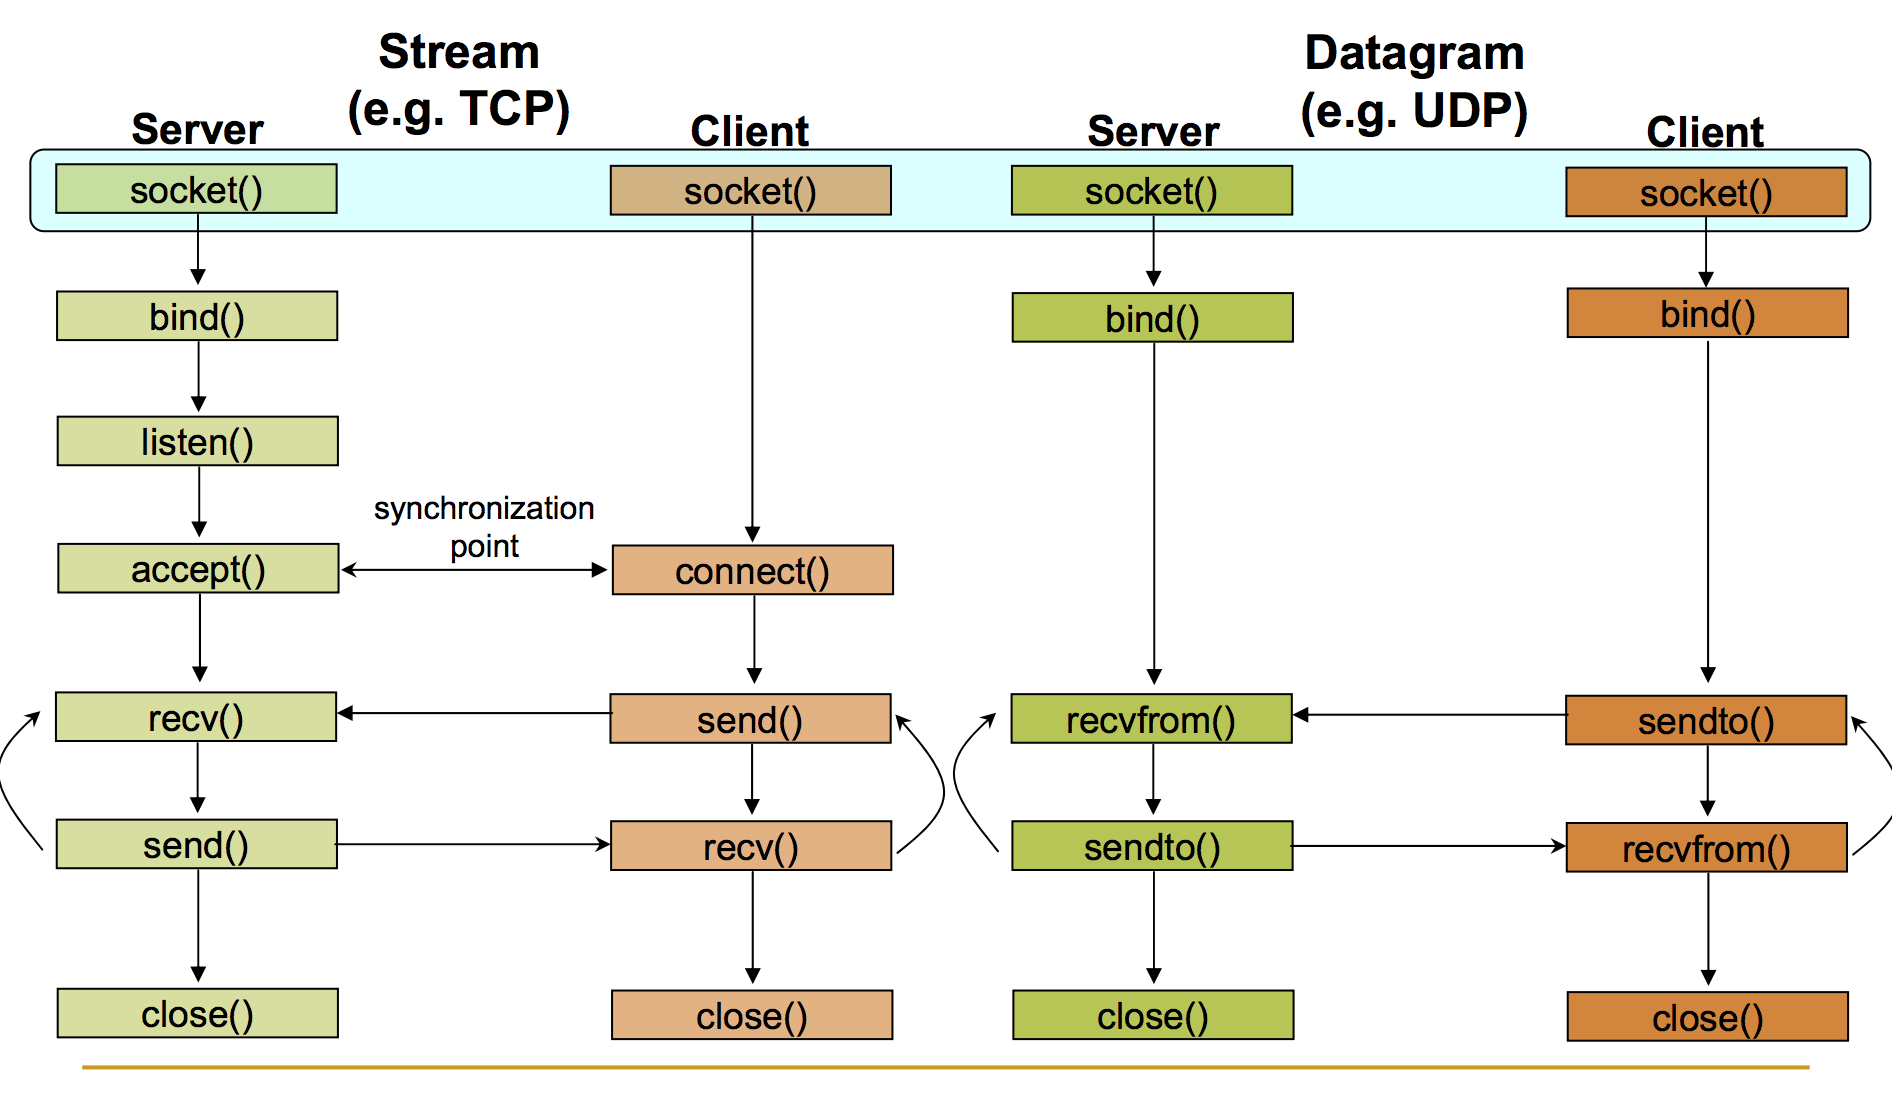 Stream
(e.g. TCP)
Server
Client
socket()
socket()
bind()
listen()
synchronization
point
accept()
connect()
recv()
send()
send()
recv()
close()
close()
Datagram
(e.g. UDP)
Server
Client
socket()
socket()
bind()
bind()
recvfrom()
sendto()
sendto()
recvfrom()
close()
close()